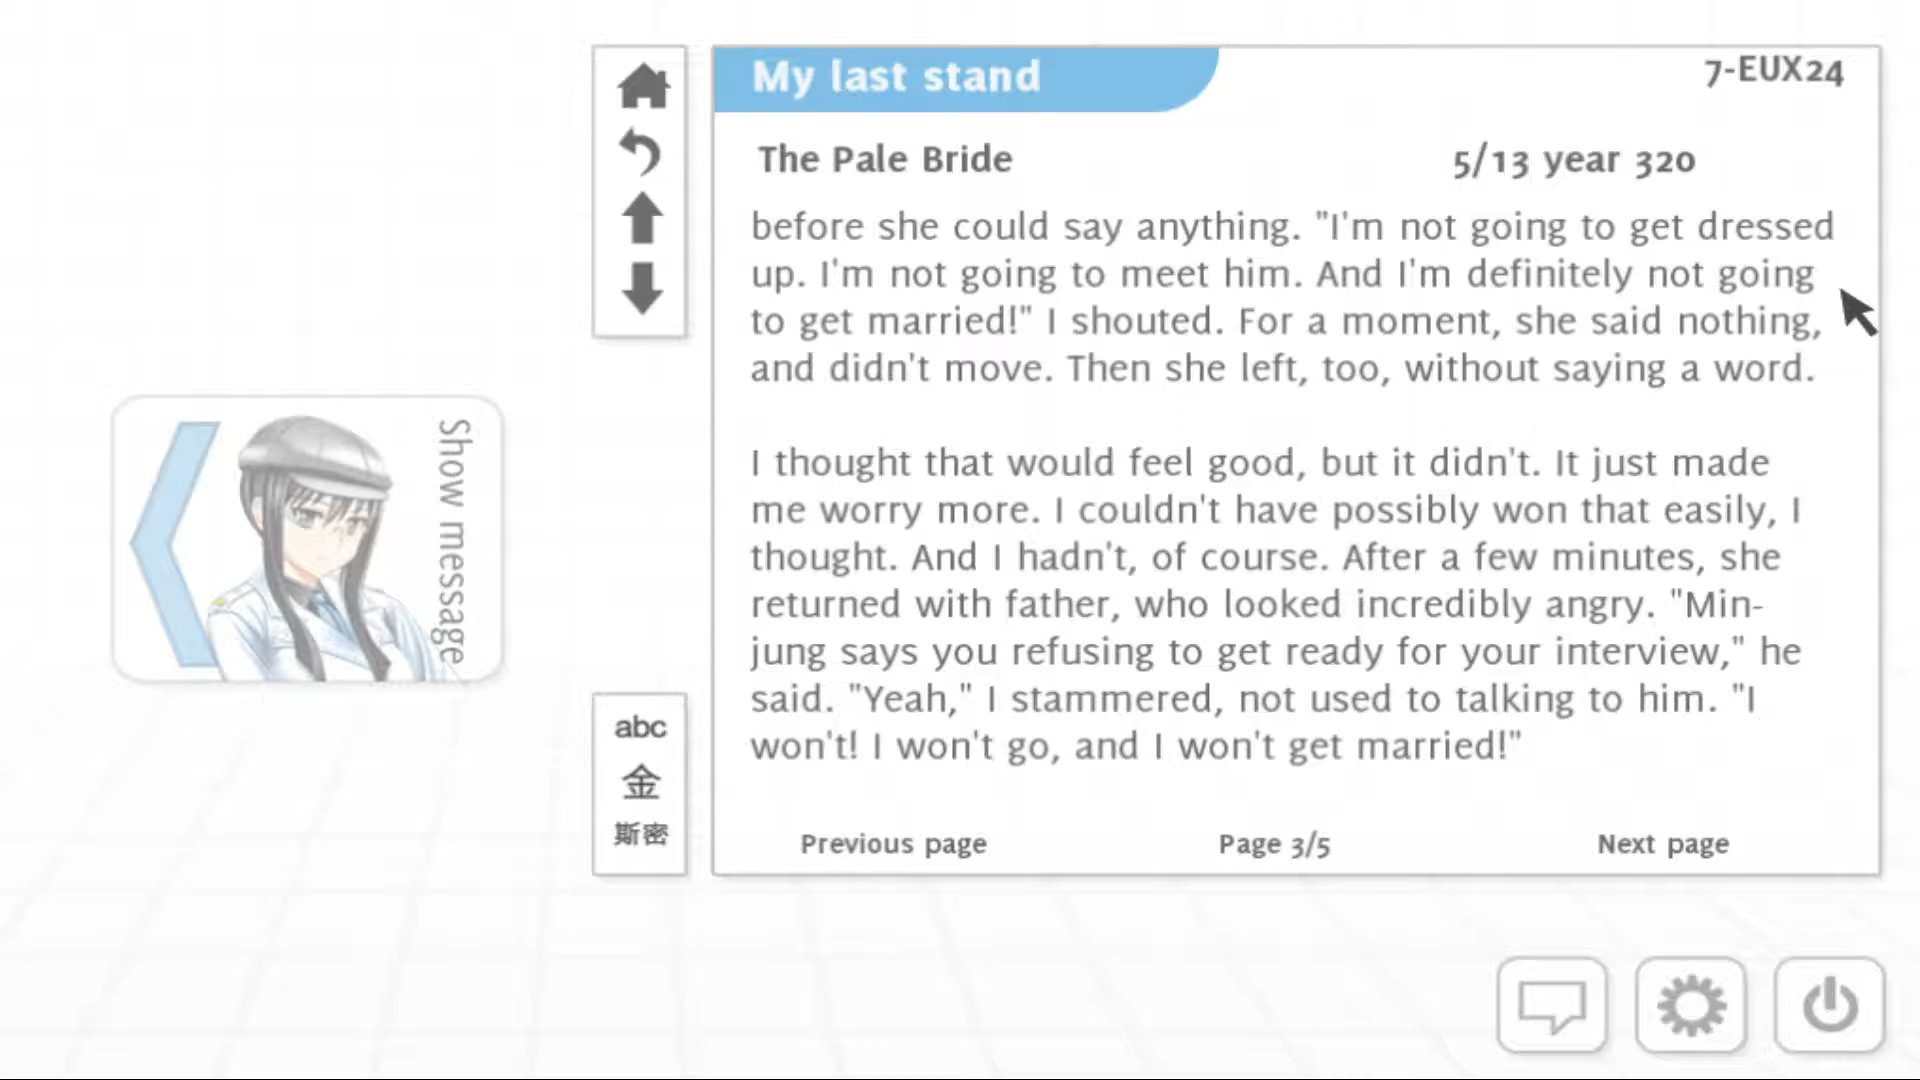 My last stand
7-EUX24
The Pale Bride
5/13 year 320
before she could say anything. "I'm not going to get dressed
up. I'm not going to meet him. And I'm definitely not going
to get married!" I shouted. For a moment, she said nothing,
and didn't move. Then she left, too, without saying a word.
I thought that would feel good, but it didn't. It just made
me worry more. I couldn't have possibly won that easily, I
thought. And I hadn't, of course. After a few minutes, she
returned with father, who looked incredibly angry. "Min-
jung says you refusing to get ready for your interview," he
said. "Yeah," I stammered, not used to talking to him. "I
won't! I won't go, and I won't get married!"
Previous page
Page 3/5
Next page
Show message
abc
金
斯密